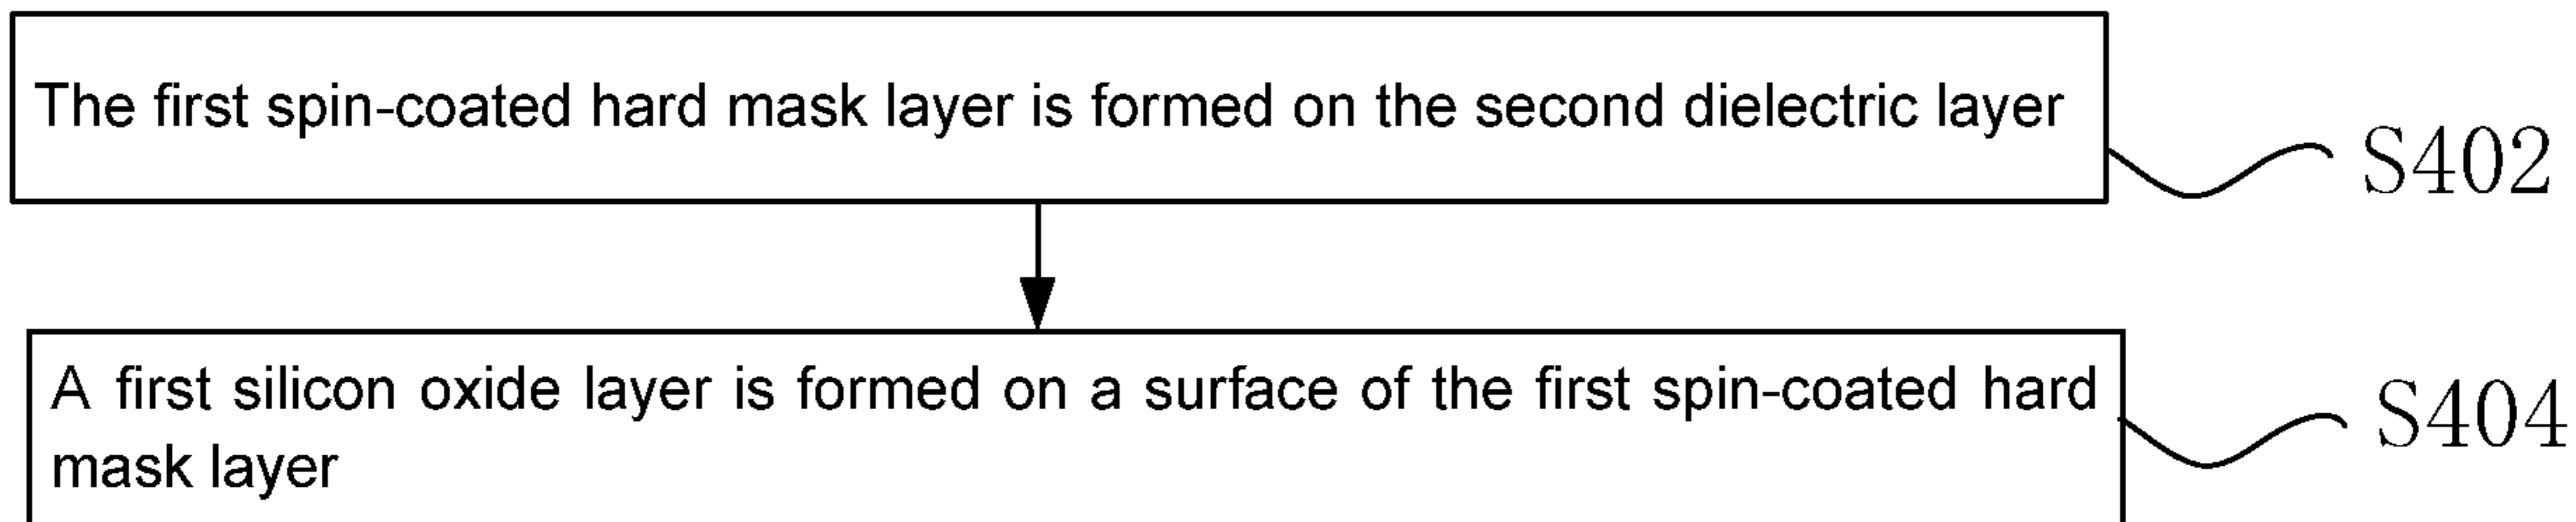 The first spin-coated hard mask layer is formed on the second dielectric layer
S402
A first silicon oxide layer is formed on a surface of the first spin-coated hard
mask layer
S404